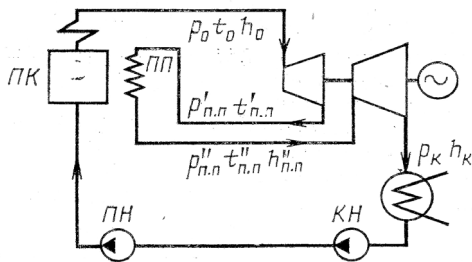 p₀ t₀ h₀
ПК
ПП
p'п.п t'п.п
p"п.п t"п.п h"п.п
pк hк
ПН
КН